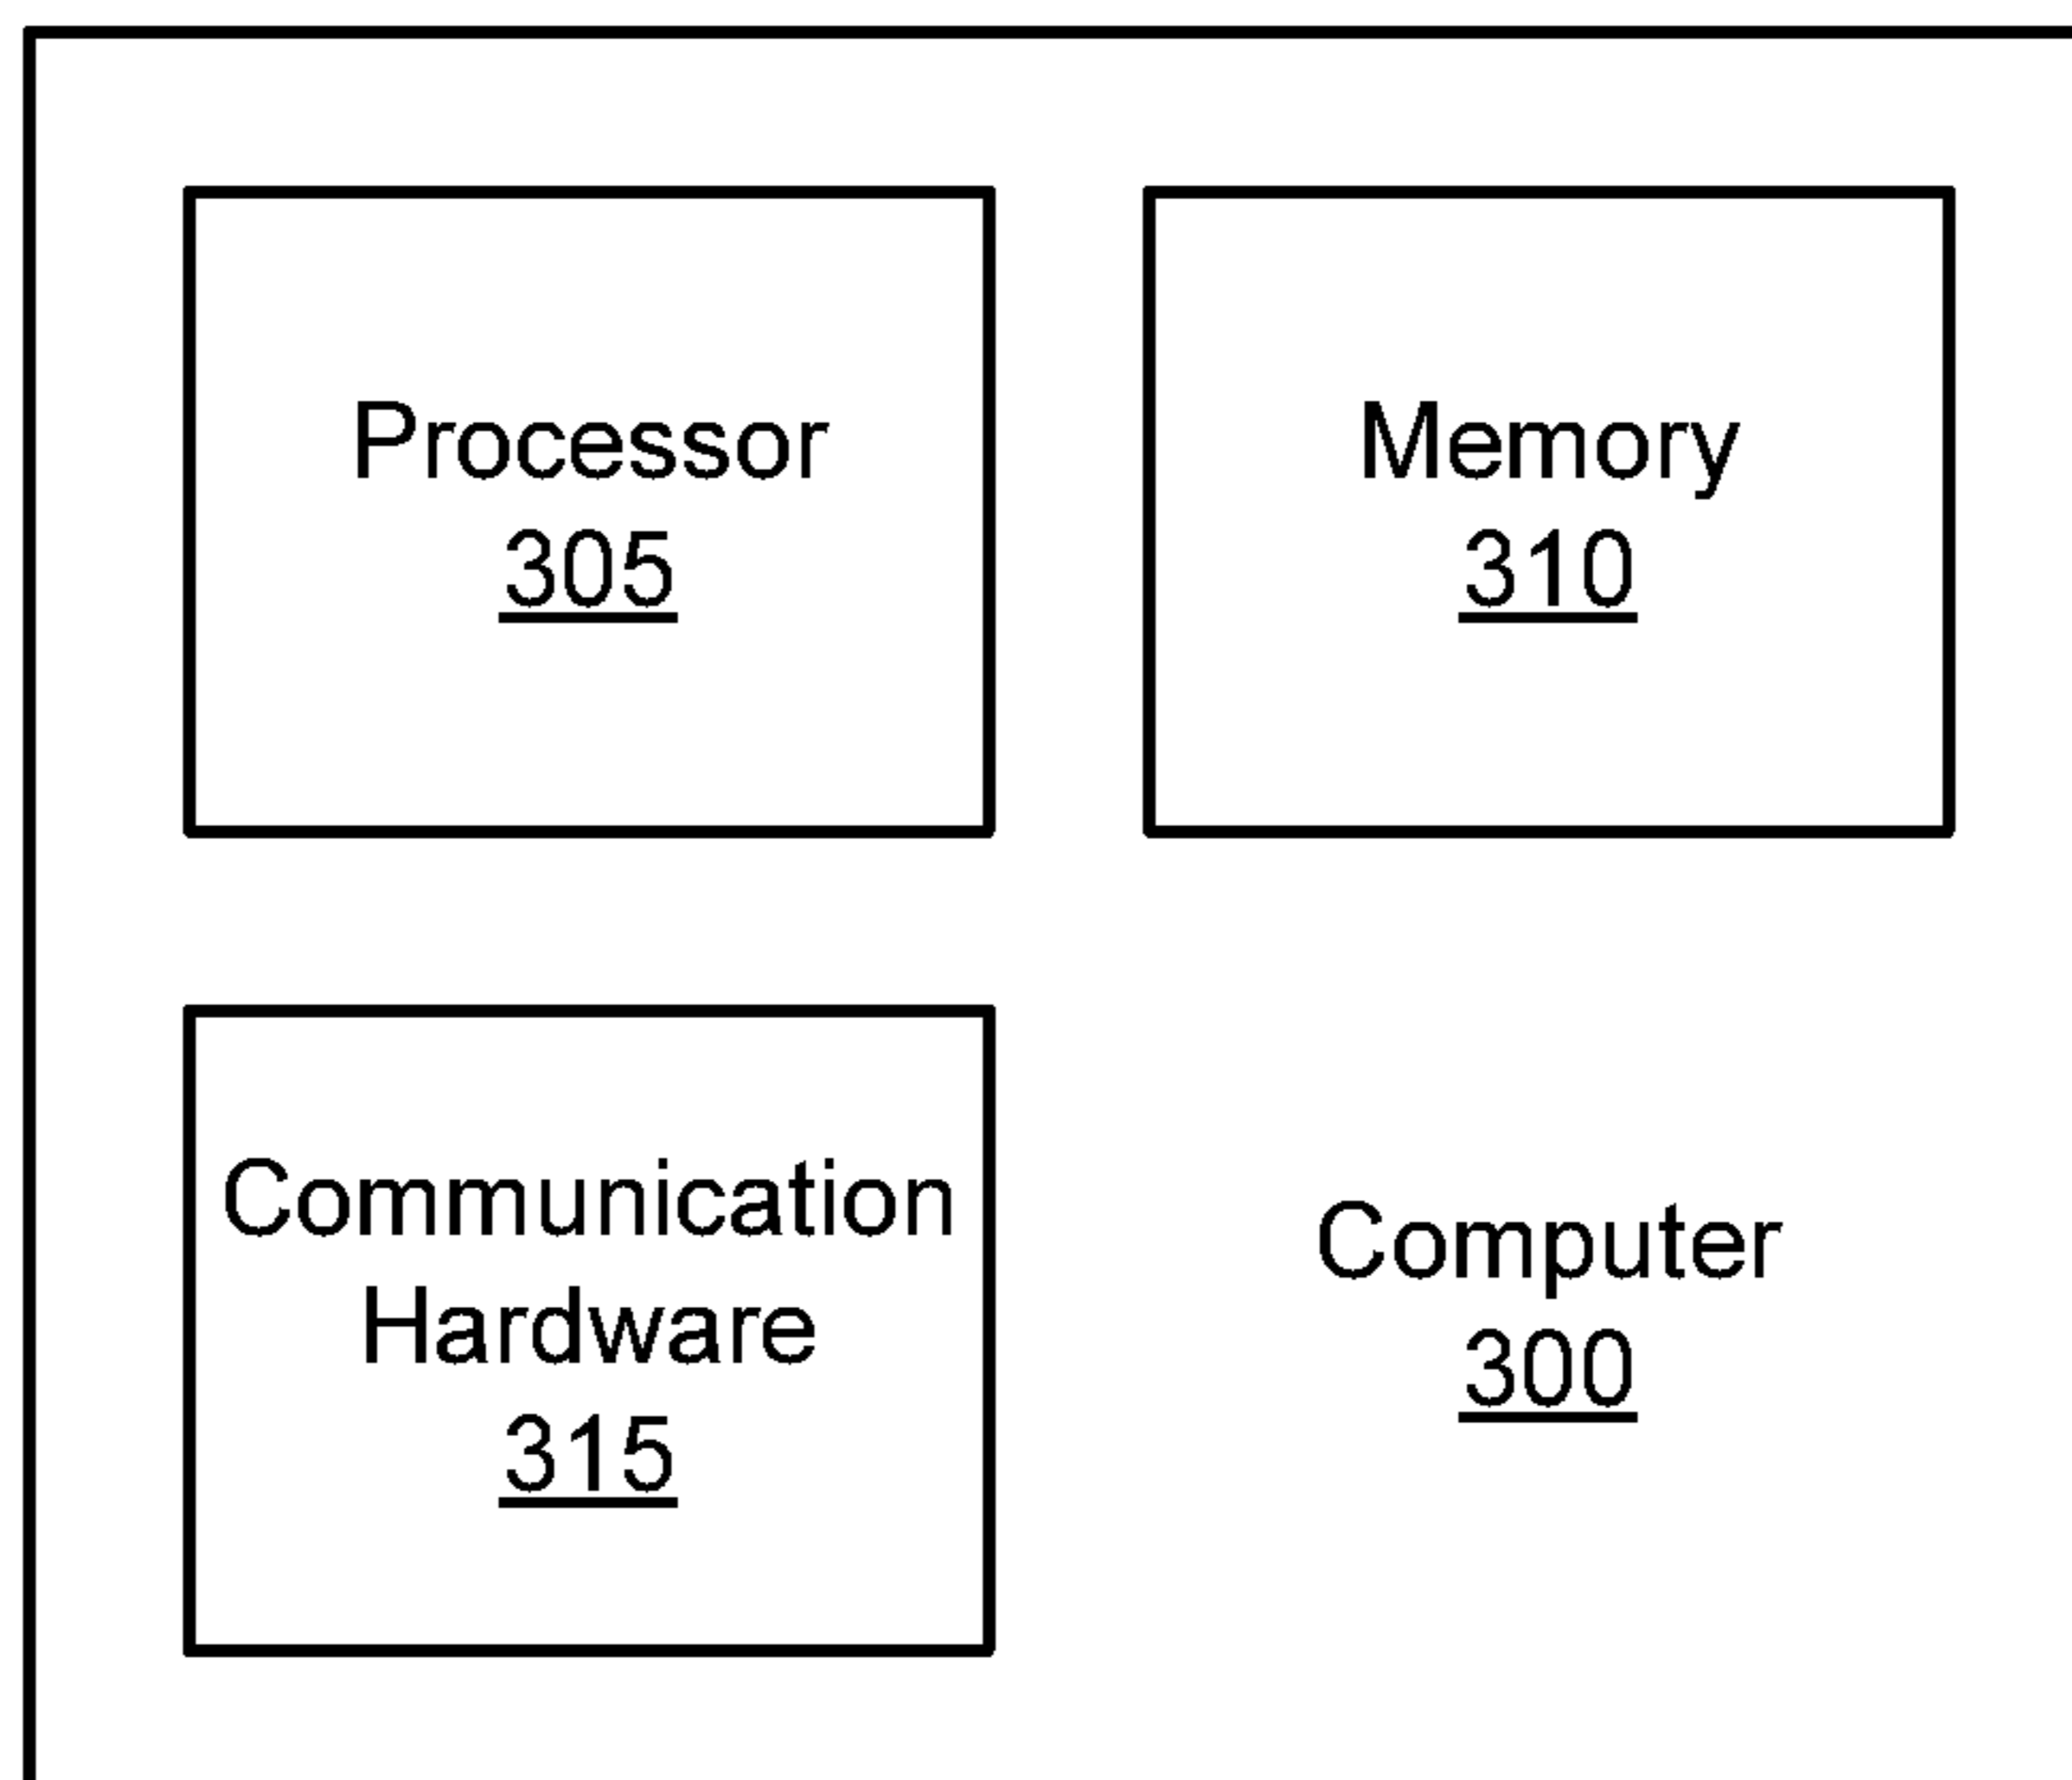 Processor
305
Memory
310
Communication
Hardware
315
Computer
300